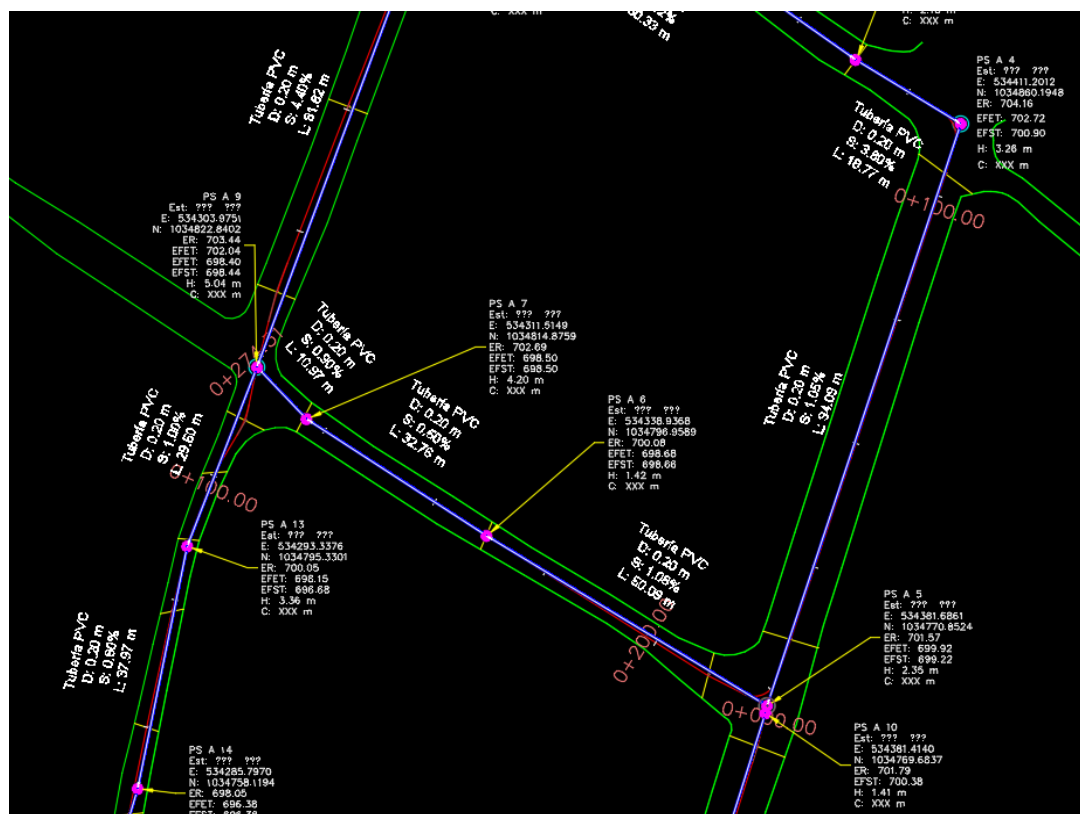 C: XXX m
C: XXX m
PS A 4
Est: ??? ???
E: 534411.2012
N: 1034860.1948
ER: 704.16
EFET: 702.72
EFST: 700.90
H: 3.26 m
C: XXX m
Tubería PVC
D: 0.20 m
S: 4.40%
L: 81.82 m
Tubería PVC
D: 0.20 m
S: 3.80%
L: 18.77 m
0+100.00
PS A 9
Est: ??? ???
E: 534303.9751
N: 1034822.8402
ER: 703.44
EFET: 702.04
EFET: 698.40
EFST: 698.44
H: 5.04 m
C: XXX m
Tubería PVC
D: 0.20 m
S: 0.90%
L: 10.97 m
PS A 7
Est: ??? ???
E: 534311.5149
N: 1034814.8759
ER: 702.69
EFET: 698.50
EFST: 698.50
H: 4.20 m
C: XXX m
Tubería PVC
D: 0.20 m
S: 0.60%
L: 32.76 m
Tubería PVC
D: 0.20 m
S: 1.05%
L: 94.09 m
PS A 6
Est: ??? ???
E: 534338.9368
N: 1034796.9589
ER: 700.08
EFET: 698.68
EFST: 698.66
H: 1.42 m
C: XXX m
Tubería PVC
D: 0.20 m
S: 1.09%
L: 29.60 m
0+100.00
PS A 13
Est: ??? ???
E: 534293.3376
N: 1034795.3301
ER: 700.05
EFET: 698.15
EFST: 696.68
H: 3.36 m
C: XXX m
Tubería PVC
D: 0.20 m
S: 1.08%
L: 50.09 m
0+200.00
PS A 5
Est: ??? ???
E: 534381.6861
N: 1034770.8524
ER: 701.57
EFET: 699.92
EFST: 699.22
H: 2.35 m
C: XXX m
Tubería PVC
D: 0.20 m
S: 0.80%
L: 37.97 m
0+000.00
PS A 10
Est: ??? ???
E: 534381.4140
N: 1034769.6837
ER: 701.79
EFST: 700.38
H: 1.41 m
C: XXX m
PS A 14
Est: ??? ???
E: 534285.7970
N: 1034758.1194
ER: 698.05
EFET: 696.38